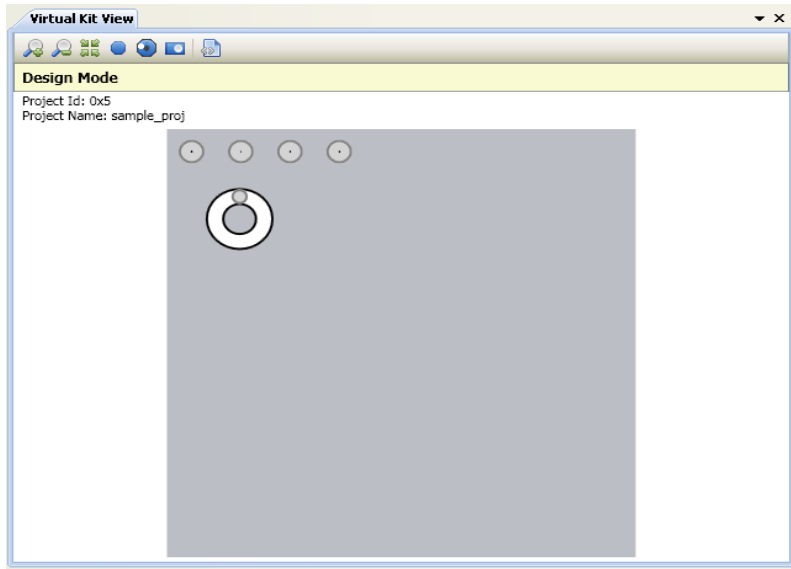 Virtual Kit View
Design Mode
Project Id: 0x5
Project Name: sample_proj